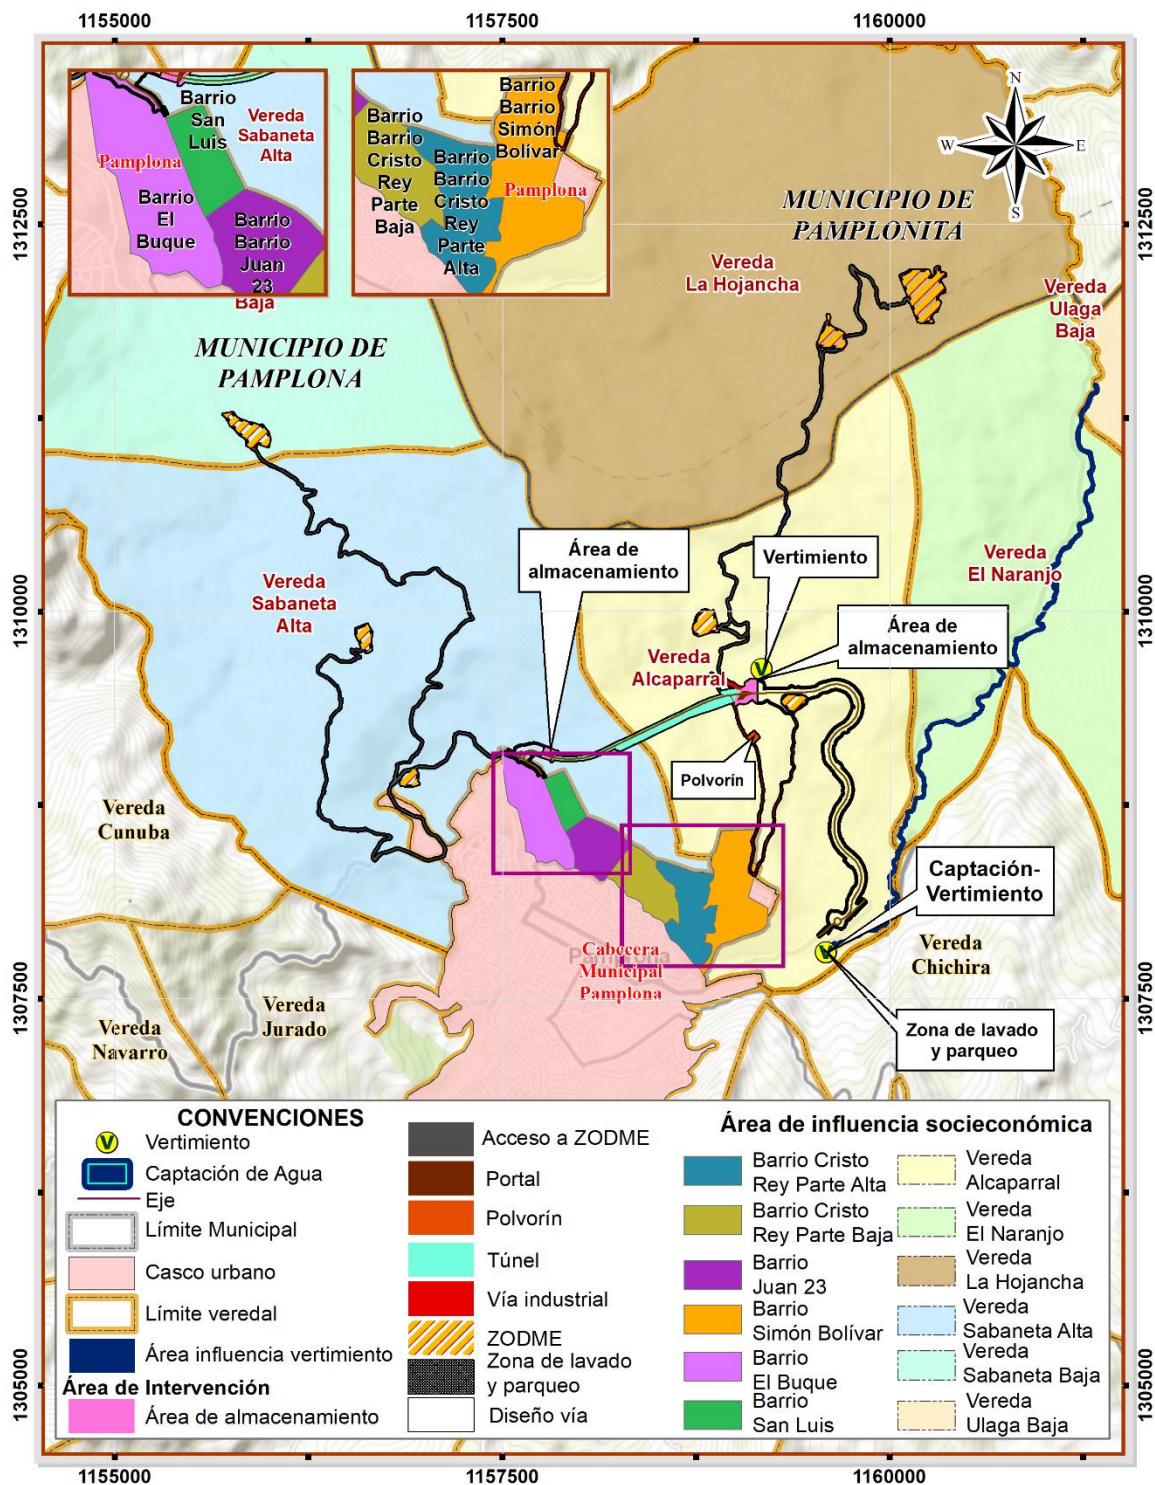 1155000
1157500
1160000
1312500
1310000
1307500
1305000
1312500
1310000
1307500
1305000
Barrio
San
Luis
Vereda
Sabaneta
Alta
Pamplona
Barrio
El
Buque
Barrio
Barrio
Juan
23
Baja
Barrio
Barrio
Cristo
Rey
Parte
Baja
Barrio
Barrio
Cristo
Rey
Parte
Alta
Barrio
Barrio
Simón
Bolívar
Pamplona
N
W
E
S
MUNICIPIO DE
PAMPLONITA
Vereda
La Hojancha
Vereda
Ulaga
Baja
MUNICIPIO DE
PAMPLONA
Área de
almacenamiento
Vertimiento
Vereda
El Naranjo
Vereda
Sabaneta
Alta
Área de
almacenamiento
Vereda
Alcaparral
V
Polvorín
Vereda
Cunuba
Captación-
Vertimiento
Pamplona
Cabecera
Municipal
Pamplona
V
Vereda
Chichira
Vereda
Jurado
Vereda
Navarro
Zona de lavado
y parqueo
CONVENCIONES
V
Vertimiento
Captación de Agua
Eje
Límite Municipal
Casco urbano
Límite veredal
Área influencia vertimiento
Área de Intervención
Área de almacenamiento
Acceso a ZODME
Portal
Polvorín
Túnel
Vía industrial
ZODME
Zona de lavado
y parqueo
Diseño vía
Área de influencia socieconómica
Barrio Cristo
Rey Parte Alta
Barrio Cristo
Rey Parte Baja
Barrio
Juan 23
Barrio
Simón Bolívar
Barrio
El Buque
Barrio
San Luis
Vereda
Alcaparral
Vereda
El Naranjo
Vereda
La Hojancha
Vereda
Sabaneta Alta
Vereda
Sabaneta Baja
Vereda
Ulaga Baja
1155000
1157500
1160000